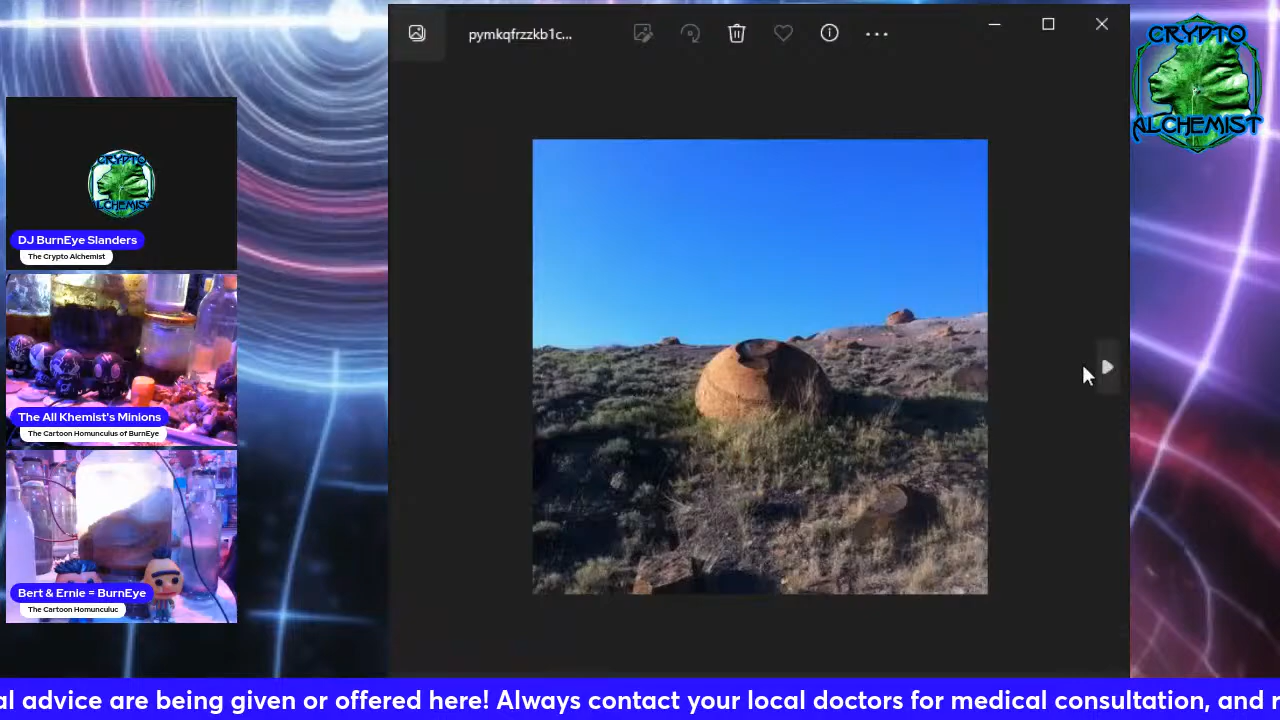 pymkqfrzzkb1c...
CRYPTO
ALCHEMIST
CRYPTO
ALCHEMIST
DJ BurnEye Slanders
The Crypto Alchemist
The All Khemist's Minions
The Cartoon Homunculus of BurnEye
Bert & Ernie = BurnEye
The Cartoon Homunculuc
al advice are being given or offered here! Always contact your local doctors for medical consultation, and